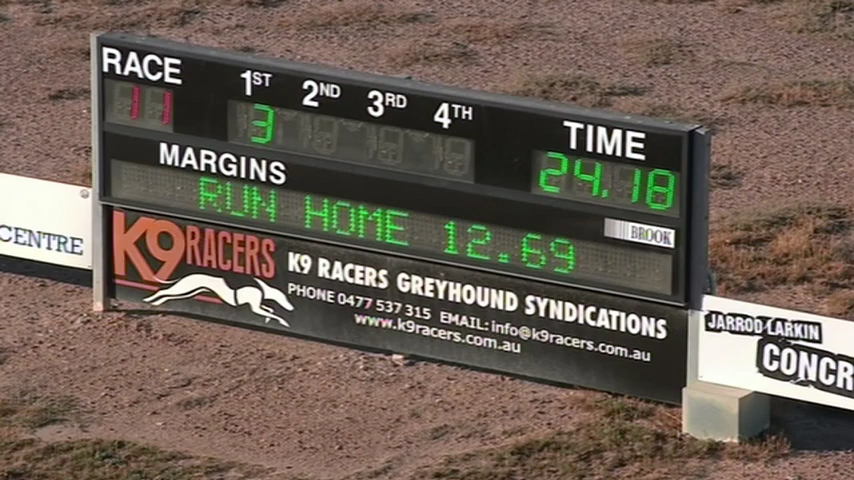 RACE 1ST 2ND 3RD 4TH TIME
11 3 24.18
MARGINS
RUN HOME 12.69
BROOK
CENTRE
K9 RACERS
K9 RACERS GREYHOUND SYNDICATIONS
PHONE 0477 537 315 EMAIL: info@k9racers.com.au
www.k9racers.com.au
JARROD LARKIN
CONCR